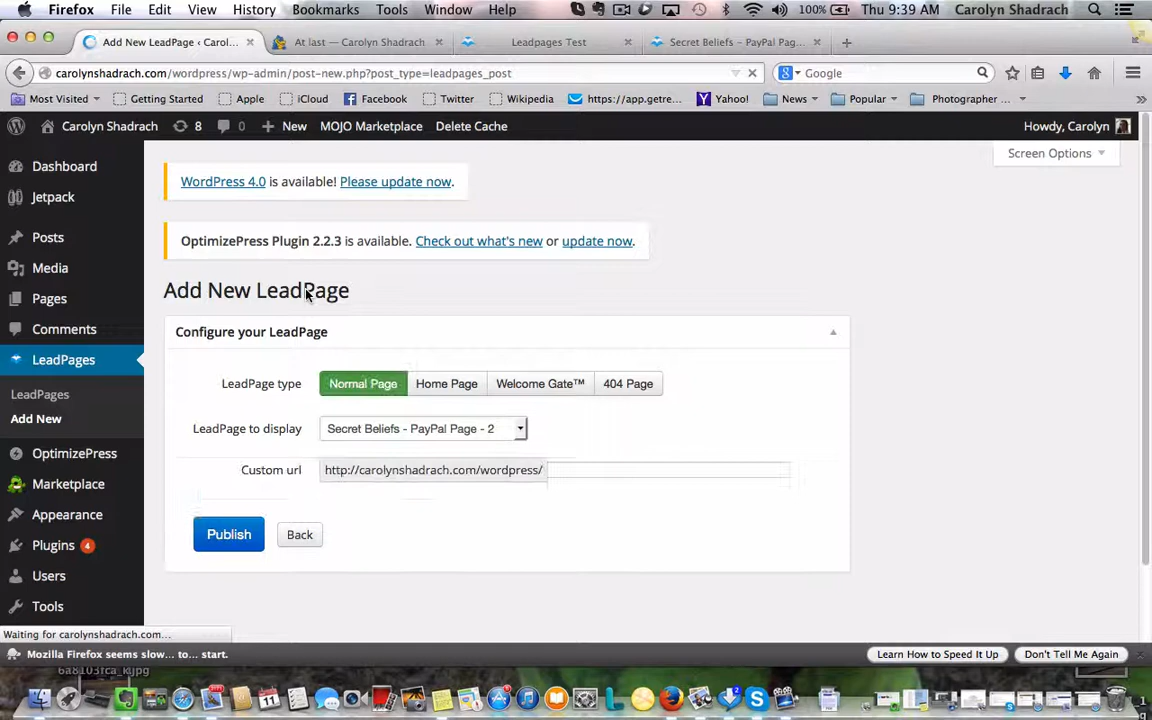 Firefox File Edit View History Bookmarks Tools Window Help 100% Thu 9:39 AM Carolyn Shadrach
Add New LeadPage ‹ Carol... At last — Carolyn Shadrach Leadpages Test Secret Beliefs – PayPal Pag...
carolynshadrach.com/wordpress/wp-admin/post-new.php?post_type=leadpages_post Google
Most Visited Getting Started Apple iCloud Facebook Twitter Wikipedia https://app.getre... Yahoo! News Popular Photographer ...
Carolyn Shadrach 8 0 New MOJO Marketplace Delete Cache Howdy, Carolyn
Screen Options
Dashboard
Jetpack
Posts
Media
Pages
Comments
LeadPages
LeadPages
Add New
OptimizePress
Marketplace
Appearance
Plugins 4
Users
Tools
WordPress 4.0 is available! Please update now.
OptimizePress Plugin 2.2.3 is available. Check out what's new or update now.
Add New LeadPage
Configure your LeadPage
LeadPage type Normal Page Home Page Welcome Gate™ 404 Page
LeadPage to display Secret Beliefs - PayPal Page - 2
Custom url http://carolynshadrach.com/wordpress/
Publish Back
Waiting for carolynshadrach.com...
Mozilla Firefox seems slow... to... start. Learn How to Speed It Up Don't Tell Me Again